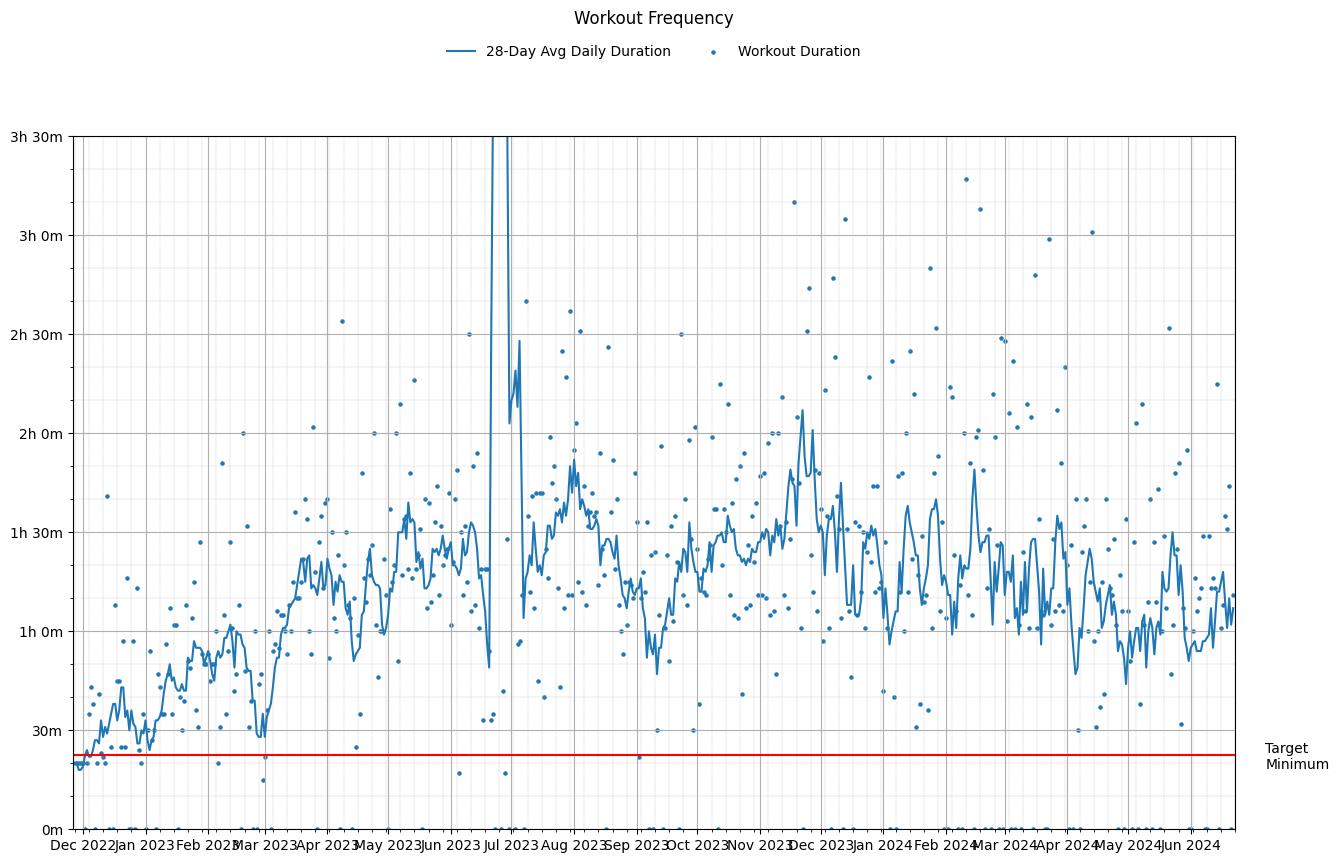 Workout Frequency
28-Day Avg Daily Duration
Workout Duration
3h 30m
3h 0m
2h 30m
2h 0m
1h 30m
1h 0m
30m
0m
Target
Minimum
Dec 2022 Jan 2023 Feb 2023 Mar 2023 Apr 2023 May 2023 Jun 2023 Jul 2023 Aug 2023 Sep 2023 Oct 2023 Nov 2023 Dec 2023 Jan 2024 Feb 2024 Mar 2024 Apr 2024 May 2024 Jun 2024